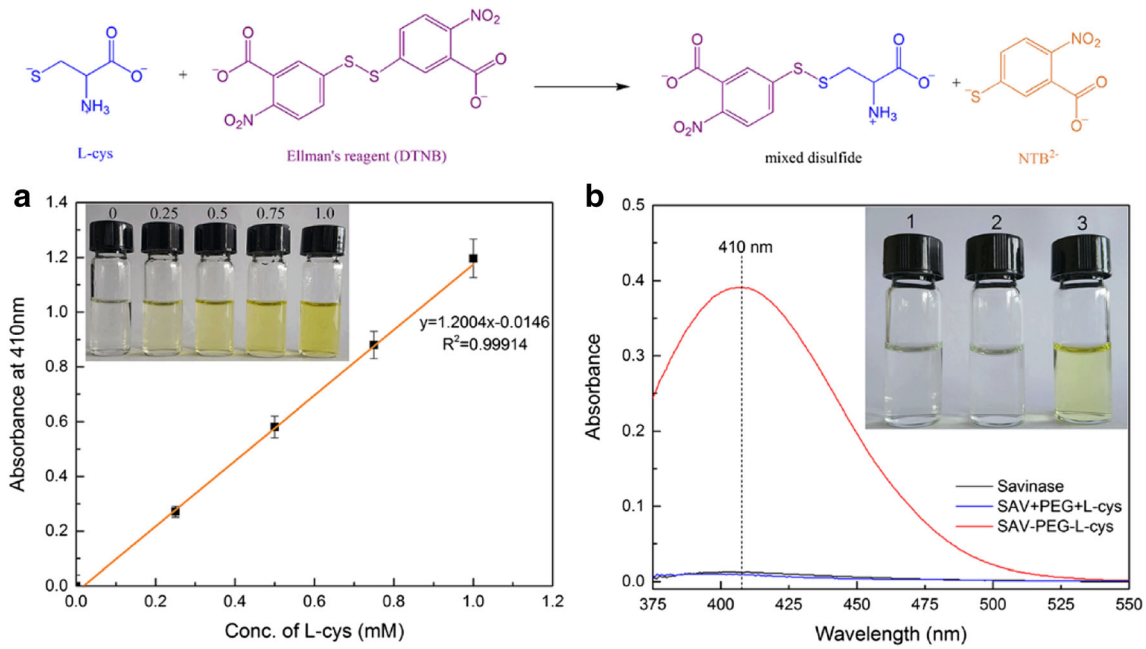 ⁻S
O
O⁻
NH₃
+
+
O
⁻O
O₂N
S
S
NO₂
O
O⁻
O
⁻O
O₂N
S
S
O
O⁻
NH₃
+
+
NO₂
⁻S
O
O⁻
L-cys
Ellman's reagent (DTNB)
mixed disulfide
NTB²⁻
a
Absorbance at 410nm
1.4
1.2
1.0
0.8
0.6
0.4
0.2
0.0
0 0.25 0.5 0.75 1.0
y=1.2004x-0.0146
R²=0.99914
0.0 0.2 0.4 0.6 0.8 1.0 1.2
Conc. of L-cys (mM)
b
Absorbance
0.5
0.4
0.3
0.2
0.1
0.0
410 nm
1 2 3
Savinase
SAV+PEG+L-cys
SAV-PEG-L-cys
375 400 425 450 475 500 525 550
Wavelength (nm)